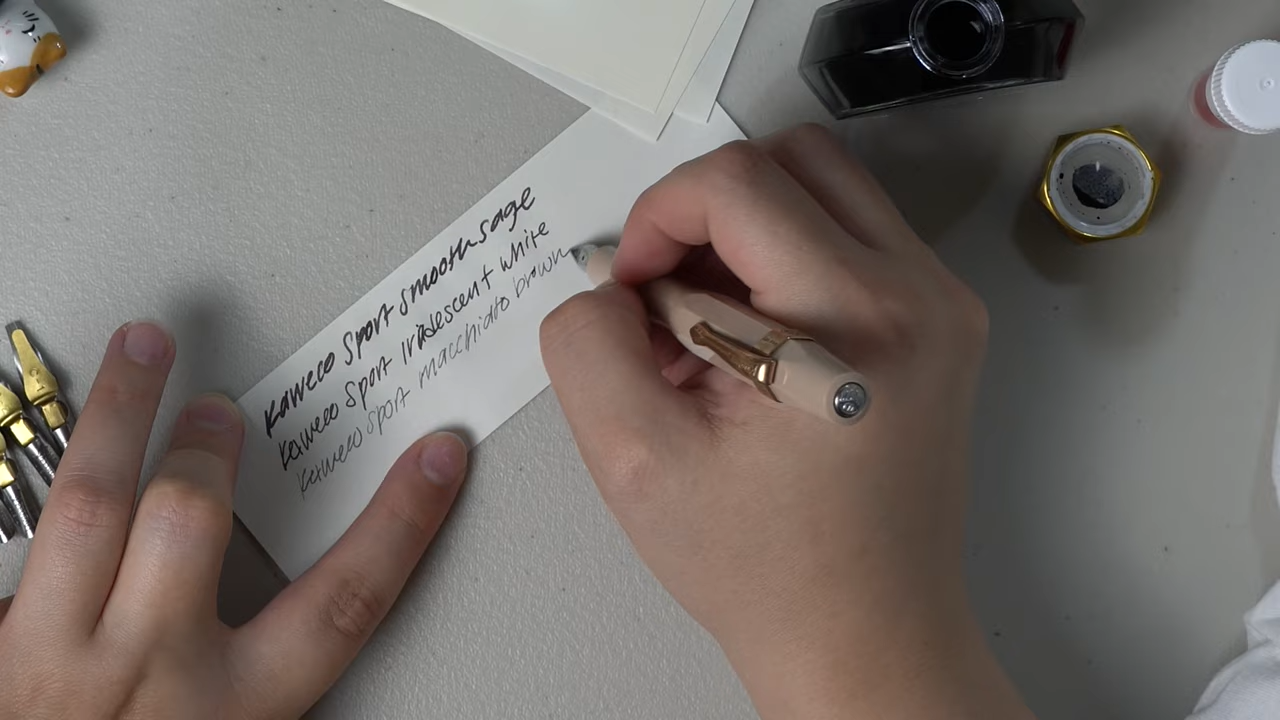 Kaweco Sport Smooth sage
Kaweco Sport Iridescent white
Kaweco Sport macchiato brown